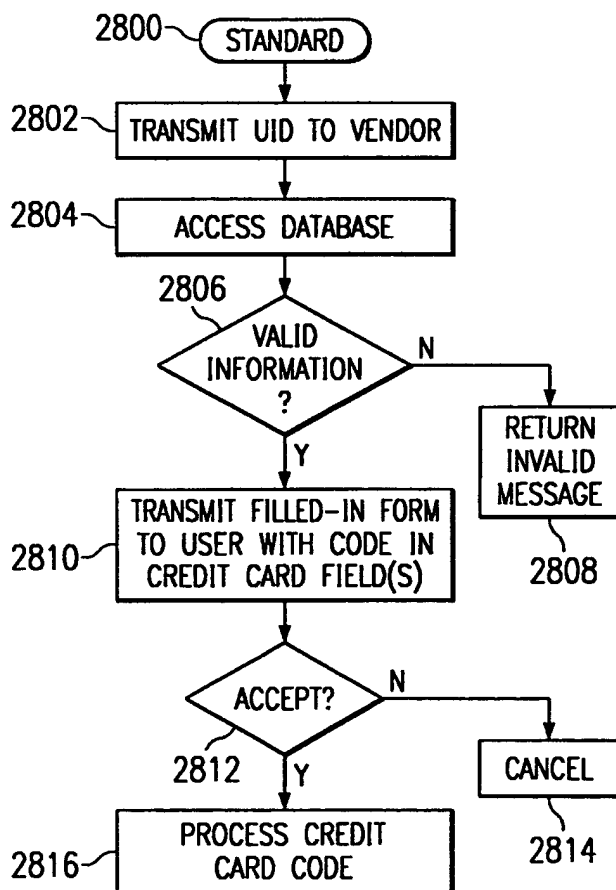 2800
STANDARD
2802
TRANSMIT UID TO VENDOR
2804
ACCESS DATABASE
2806
VALID
INFORMATION
?
N
Y
RETURN
INVALID
MESSAGE
2808
2810
TRANSMIT FILLED-IN FORM
TO USER WITH CODE IN
CREDIT CARD FIELD(S)
ACCEPT?
N
2812
Y
CANCEL
2814
2816
PROCESS CREDIT
CARD CODE